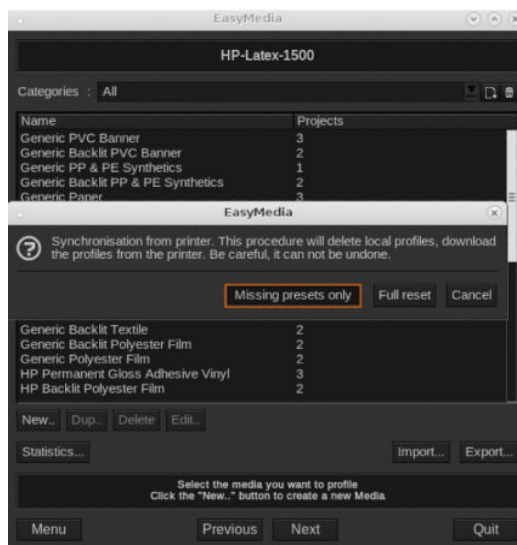 EasyMedia
HP-Latex-1500
Categories : All
Name Projects
Generic PVC Banner 3
Generic Backlit PVC Banner 2
Generic PP & PE Synthetics 1
Generic Backlit PP & PE Synthetics 2
Generic Paper 3
EasyMedia
Synchronisation from printer. This procedure will delete local profiles, download
the profiles from the printer. Be careful, it can not be undone.
Missing presets only Full reset Cancel
Generic Backlit Textile 2
Generic Backlit Polyester Film 2
Generic Polyester Film 2
HP Permanent Gloss Adhesive Vinyl 3
HP Backlit Polyester Film 2
New.. Dup.. Delete Edit..
Statistics... Import... Export...
Select the media you want to profile
Click the "New.." button to create a new Media
Menu Previous Next Quit